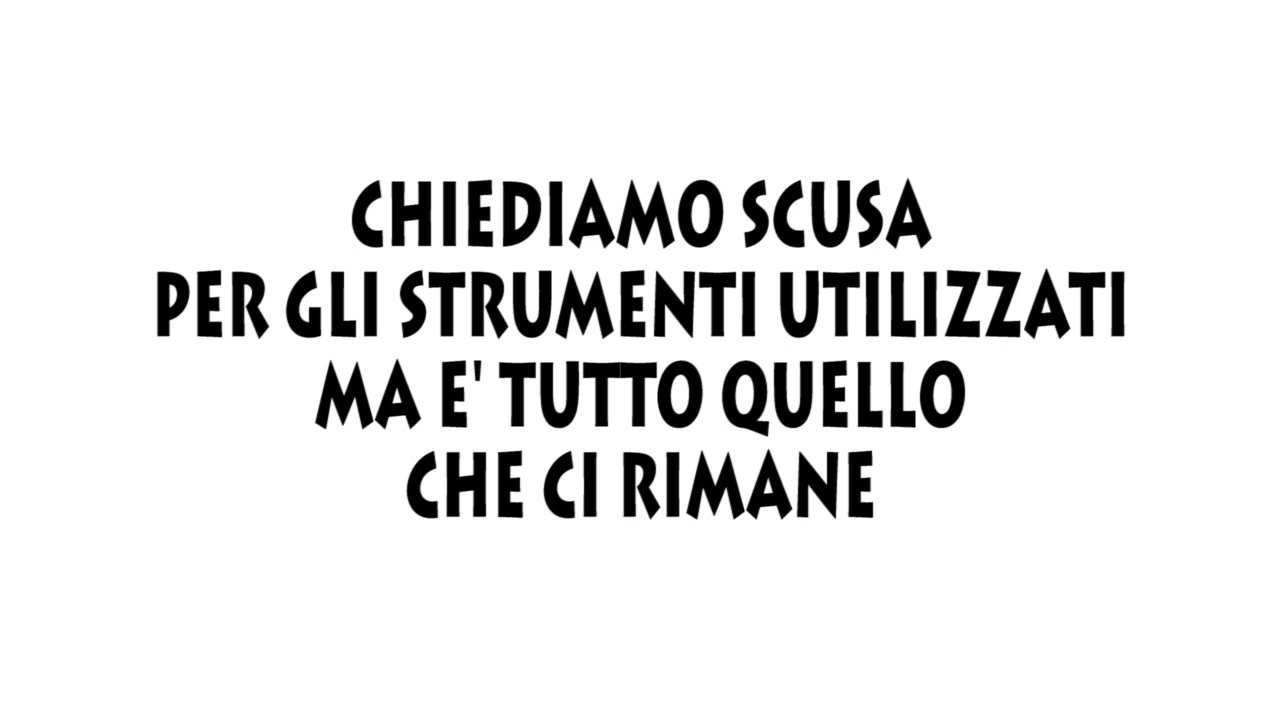 CHIEDIAMO SCUSA
PER GLI STRUMENTI UTILIZZATI
MA E' TUTTO QUELLO
CHE CI RIMANE